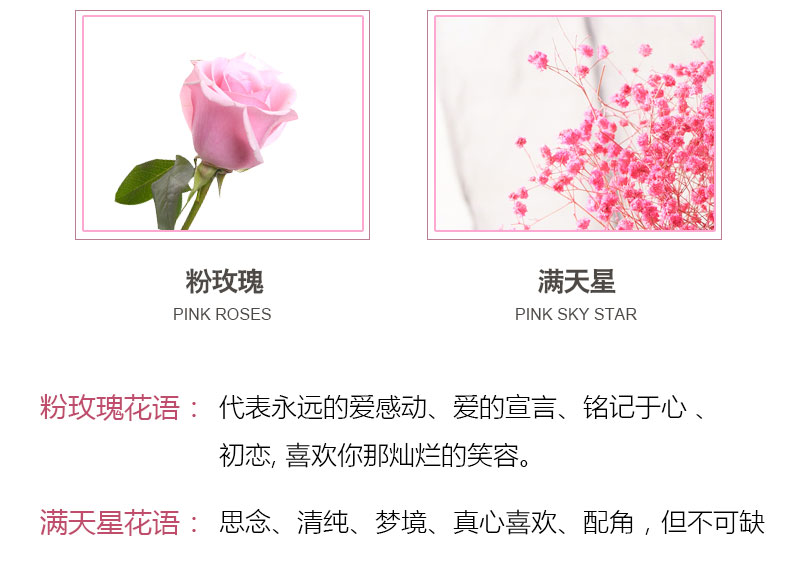 粉玫瑰
PINK ROSES
满天星
PINK SKY STAR
粉玫瑰花语： 代表永远的爱感动、爱的宣言、铭记于心 、
初恋, 喜欢你那灿烂的笑容。
满天星花语： 思念、清纯、梦境、真心喜欢、配角，但不可缺